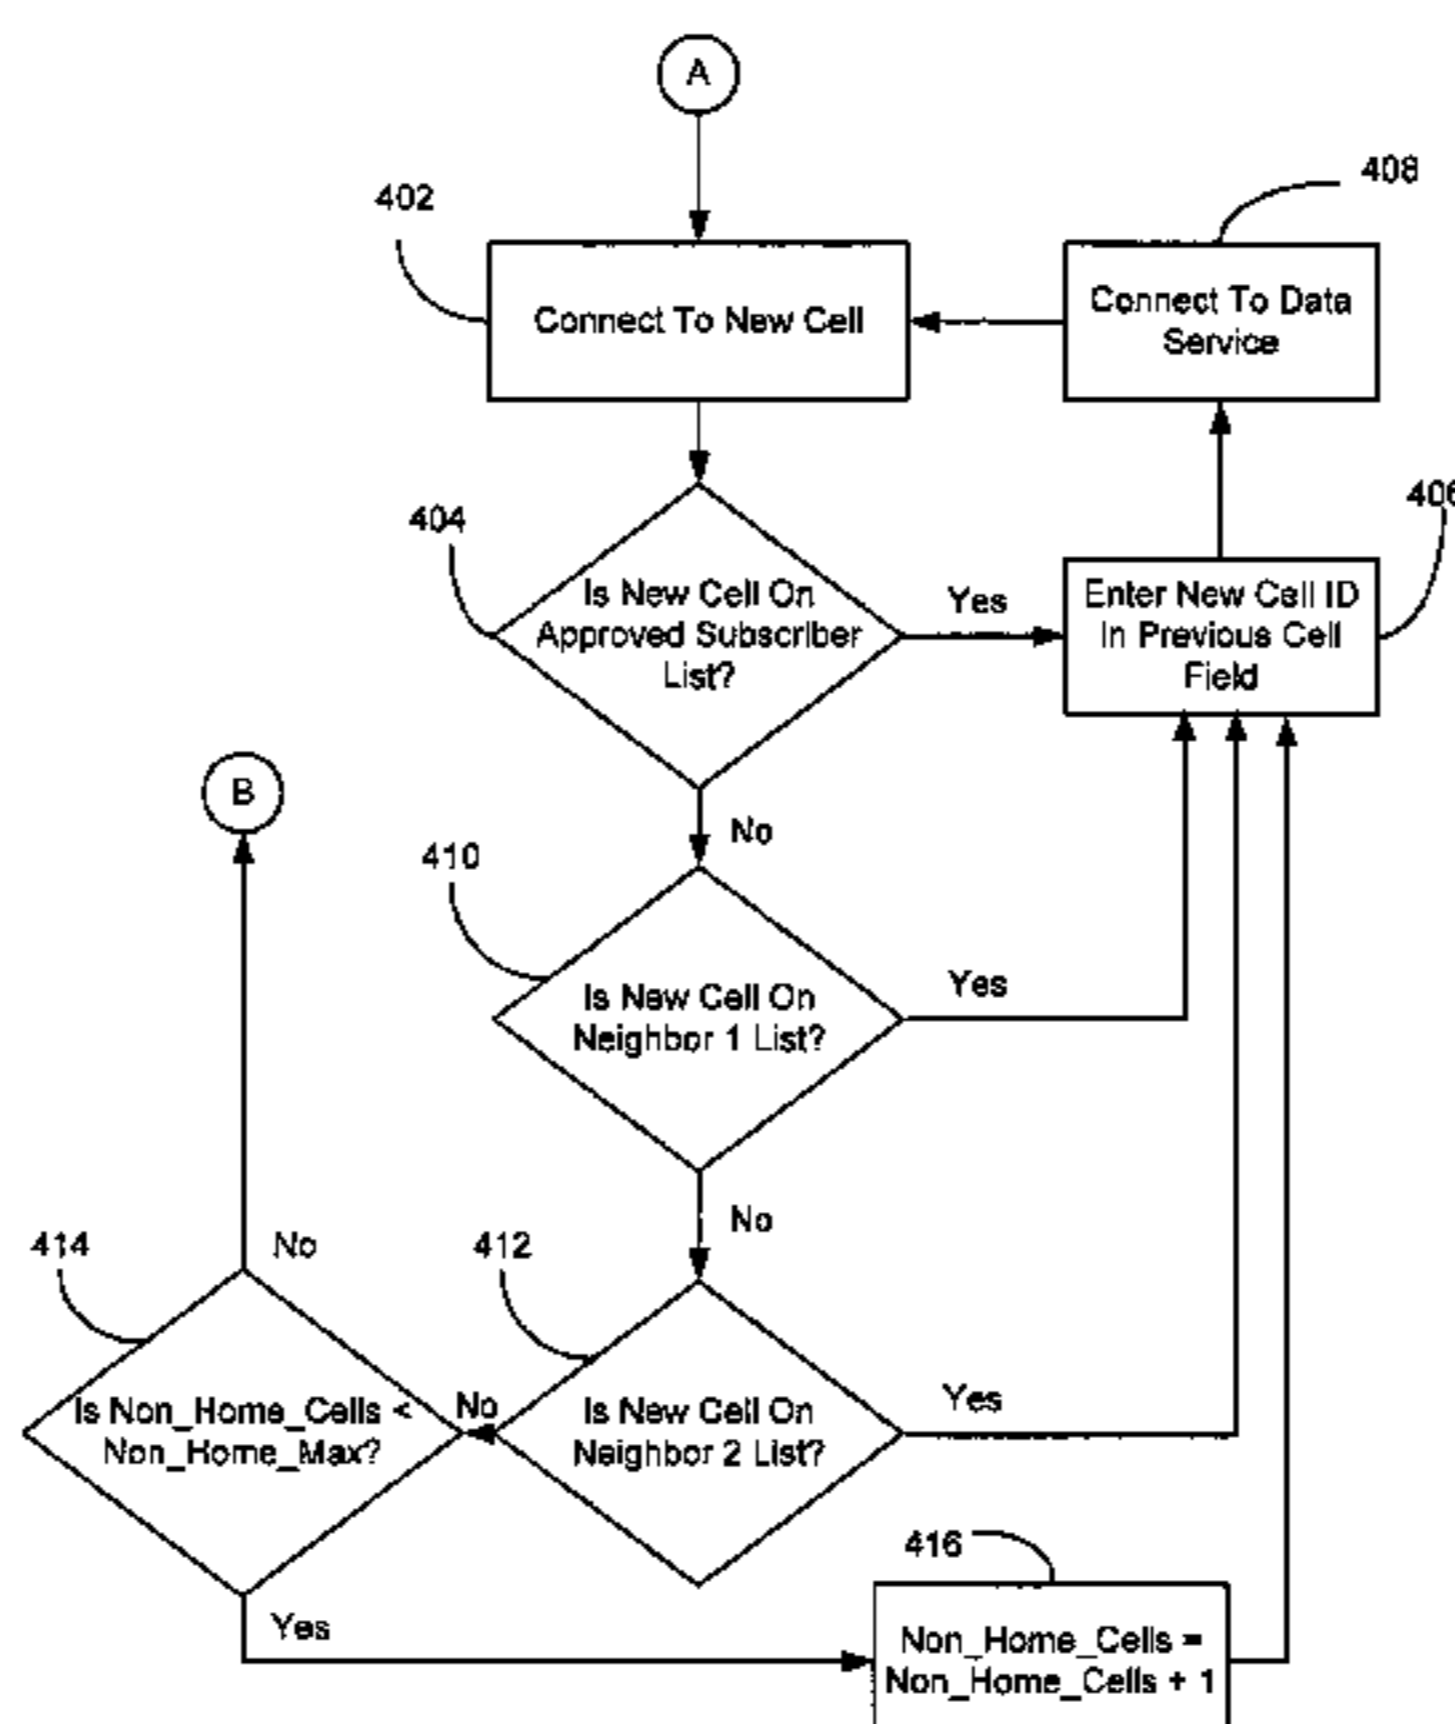 A
402
Connect To New Cell
408
Connect To Data
Service
404
Is New Cell On
Approved Subscriber
List?
Yes
406
Enter New Cell ID
In Previous Cell
Field
No
B
410
Is New Cell On
Neighbor 1 List?
Yes
No
412
Is New Cell On
Neighbor 2 List?
Yes
No
414
Is Non_Home_Cells <
Non_Home_Max?
No
Yes
416
Non_Home_Cells =
Non_Home_Cells + 1